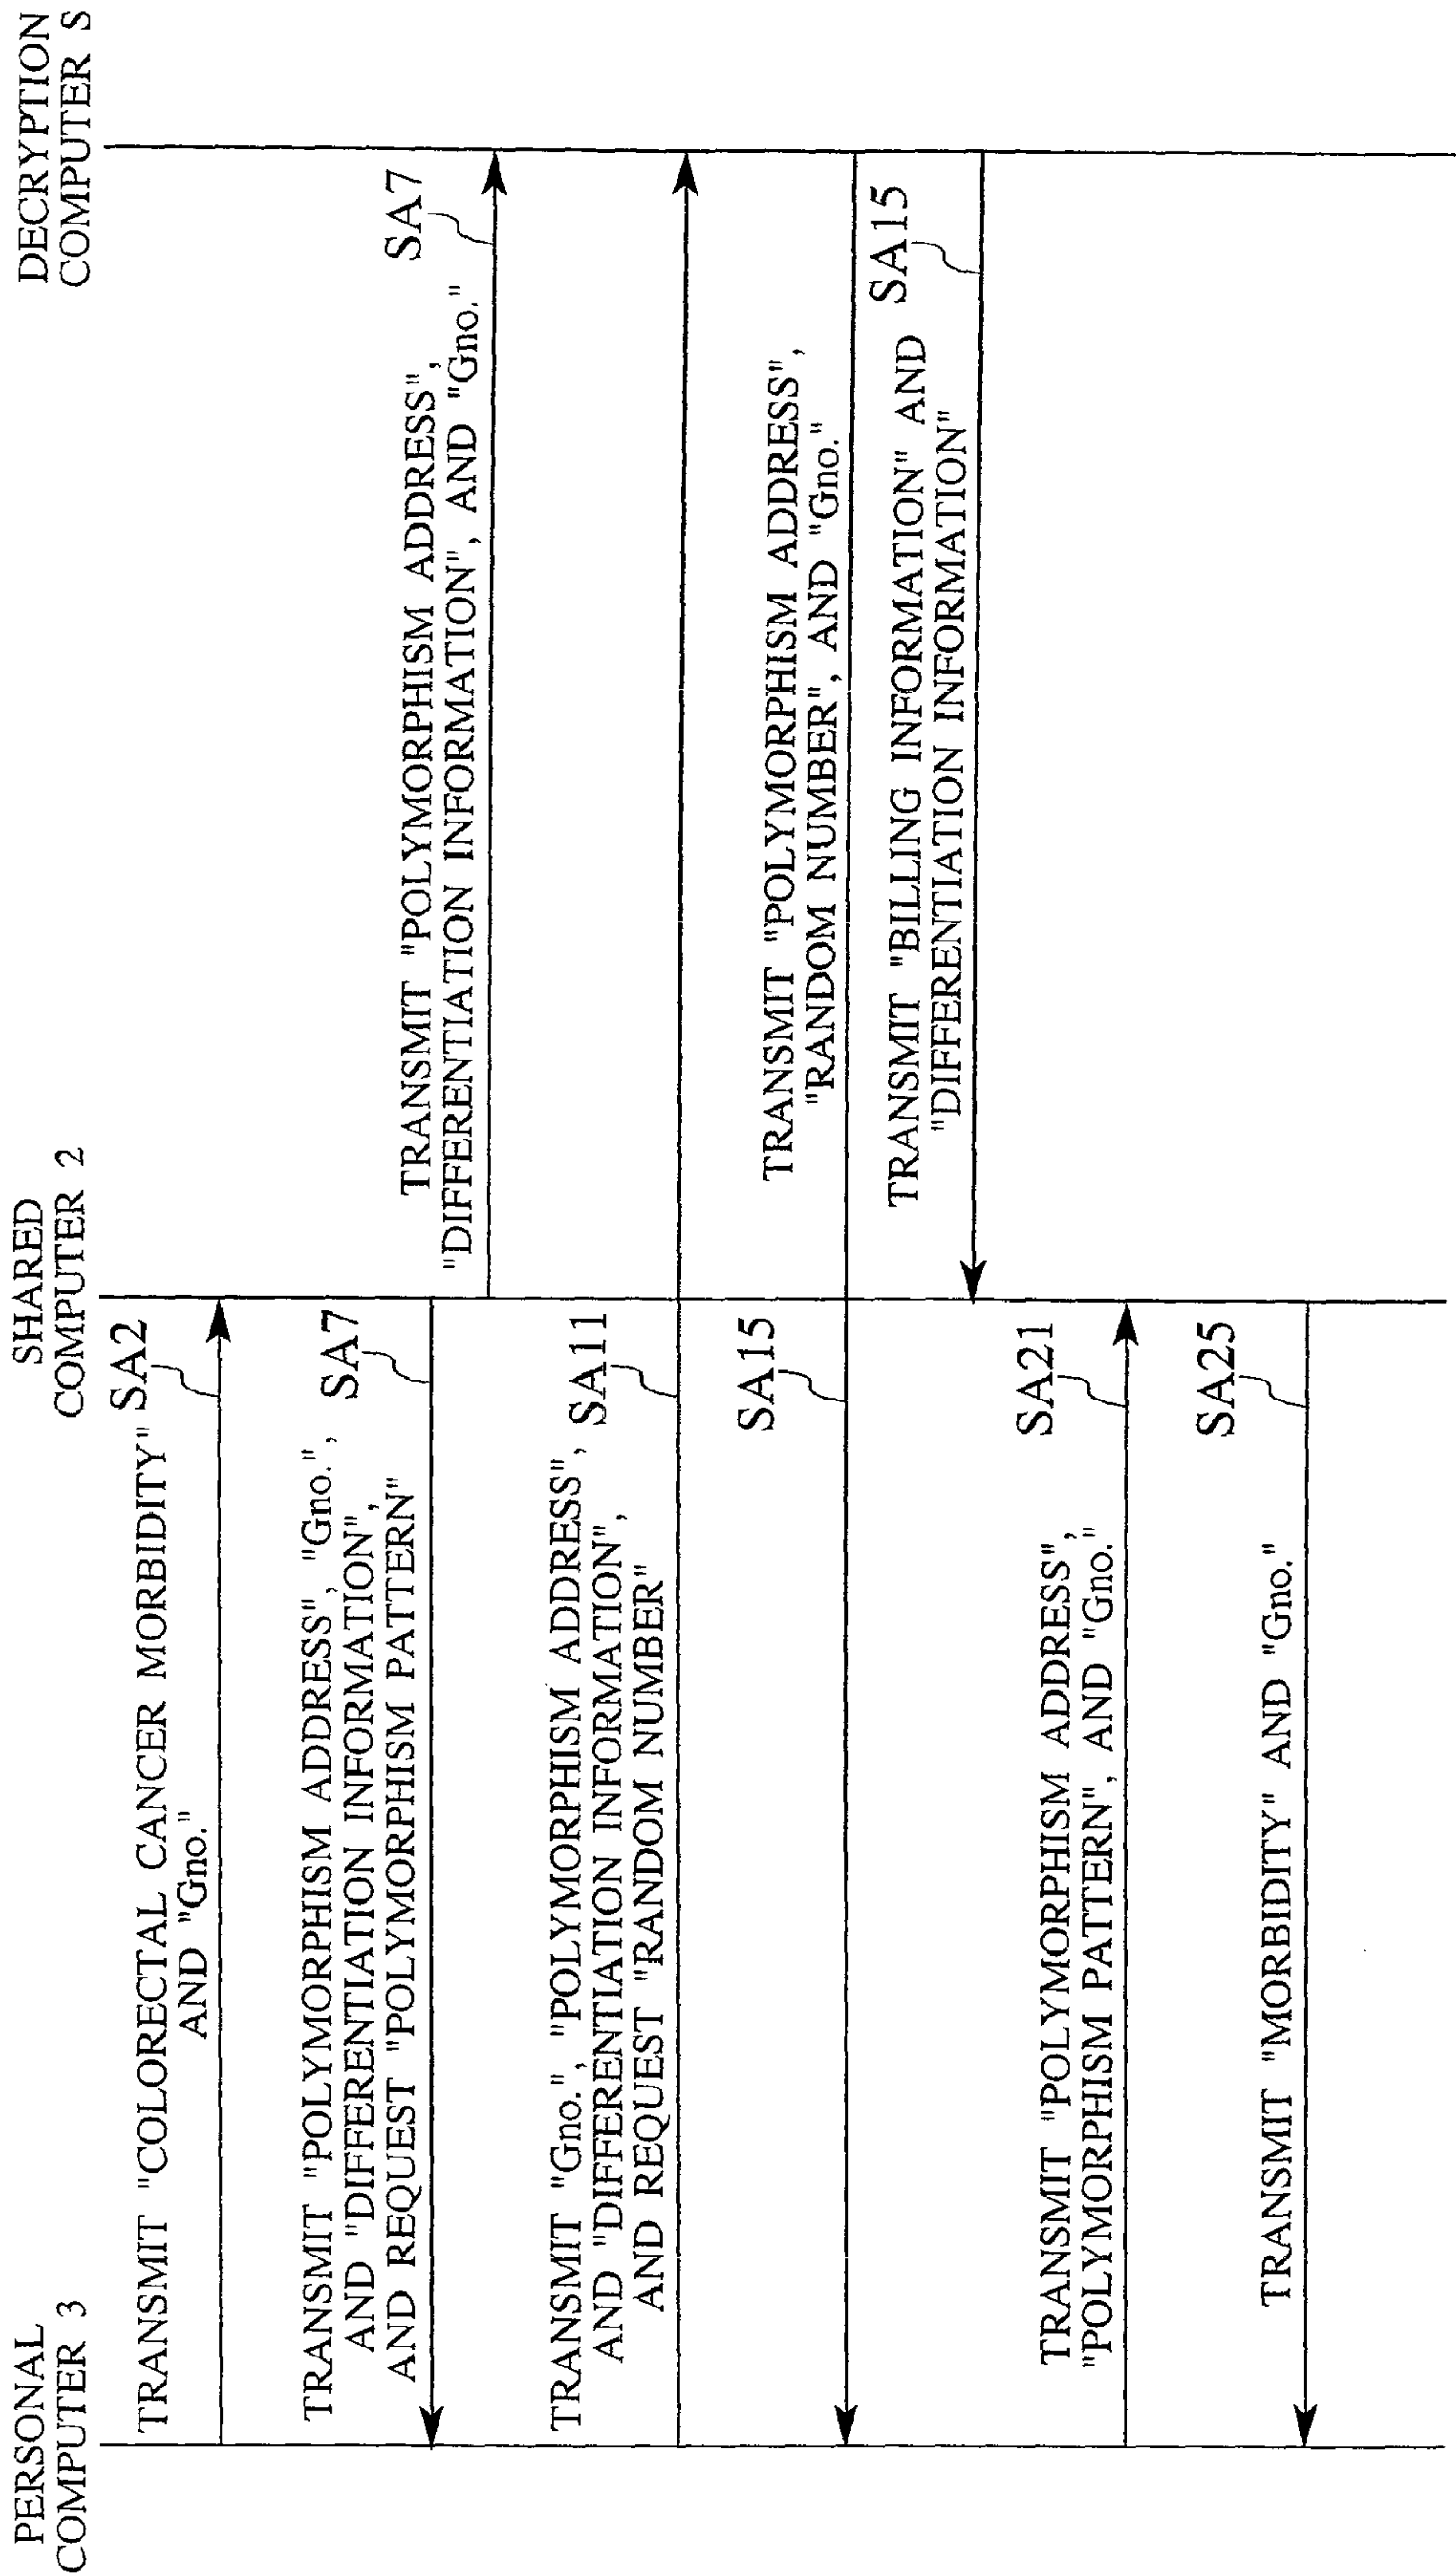 PERSONAL
COMPUTER 3
SHARED
COMPUTER 2
DECRYPTION
COMPUTER S
TRANSMIT "COLORECTAL CANCER MORBIDITY"
AND "Gno."
SA2
TRANSMIT "POLYMORPHISM ADDRESS", "Gno.",
AND "DIFFERENTIATION INFORMATION",
AND REQUEST "POLYMORPHISM PATTERN"
SA7
TRANSMIT "POLYMORPHISM ADDRESS",
"DIFFERENTIATION INFORMATION", AND "Gno."
SA7
TRANSMIT "Gno.", "POLYMORPHISM ADDRESS",
AND "DIFFERENTIATION INFORMATION",
AND REQUEST "RANDOM NUMBER"
SA11
TRANSMIT "POLYMORPHISM ADDRESS",
"RANDOM NUMBER", AND "Gno."
SA15
TRANSMIT "BILLING INFORMATION" AND
"DIFFERENTIATION INFORMATION"
SA15
TRANSMIT "POLYMORPHISM ADDRESS",
"POLYMORPHISM PATTERN", AND "Gno."
SA21
TRANSMIT "MORBIDITY" AND "Gno."
SA25